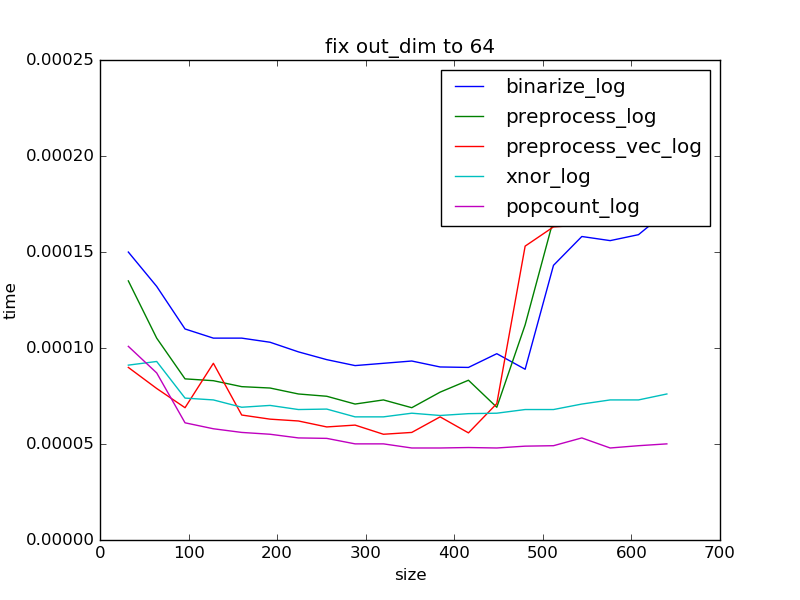 fix out_dim to 64
0.00025
0.00020
0.00015
0.00010
0.00005
0.00000
time
binarize_log
preprocess_log
preprocess_vec_log
xnor_log
popcount_log
0 100 200 300 400 500 600 700
size